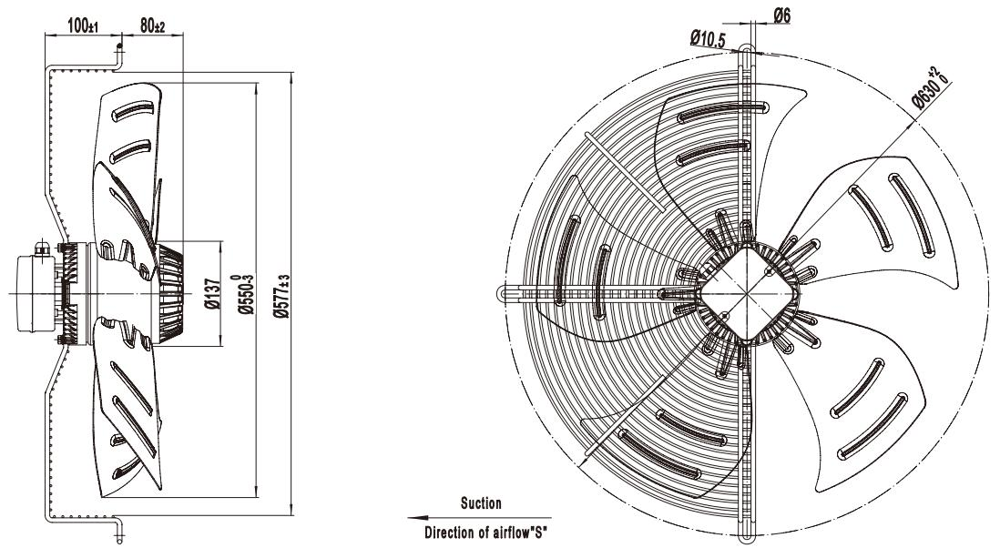 100±1
80±2
Ø6
Ø10.5
Ø630 +2 0
Ø137
Ø550 0 -3
Ø577±3
Suction
Direction of airflow"S"